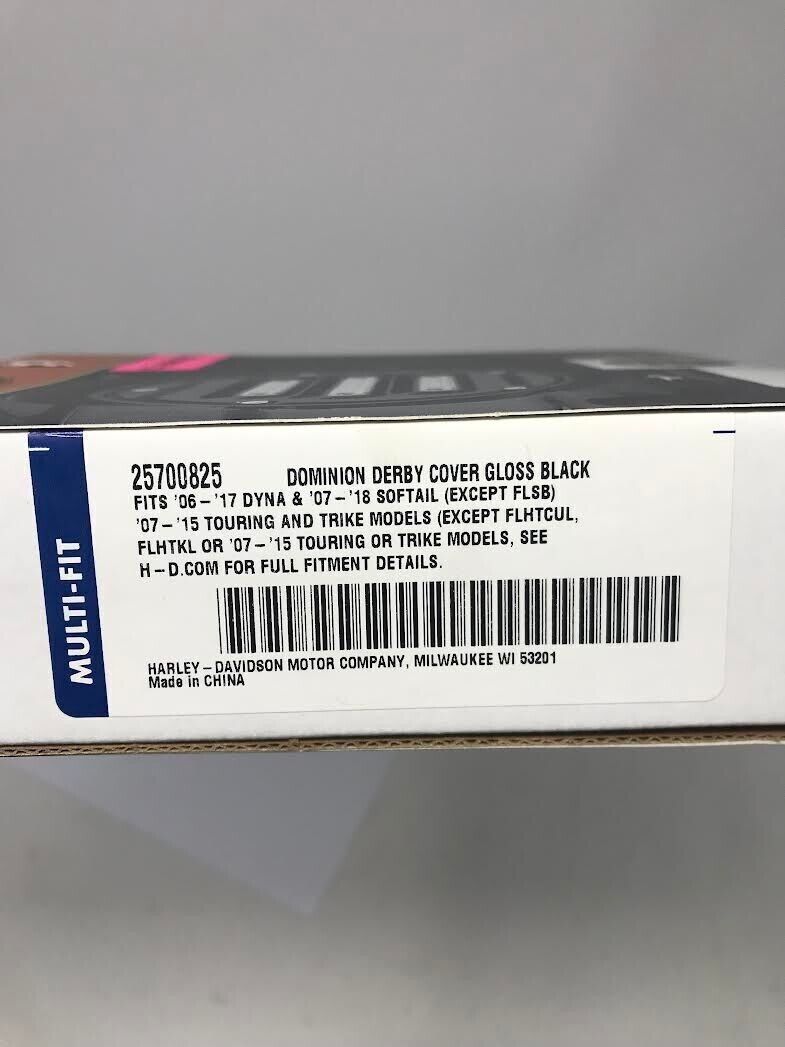 25700825 DOMINION DERBY COVER GLOSS BLACK
FITS '06-'17 DYNA & '07-'18 SOFTAIL (EXCEPT FLSB)
'07-'15 TOURING AND TRIKE MODELS (EXCEPT FLHTCUL,
FLHTKL OR '07-'15 TOURING OR TRIKE MODELS, SEE
H-D.COM FOR FULL FITMENT DETAILS.
HARLEY-DAVIDSON MOTOR COMPANY, MILWAUKEE WI 53201
Made in CHINA
MULTI-FIT